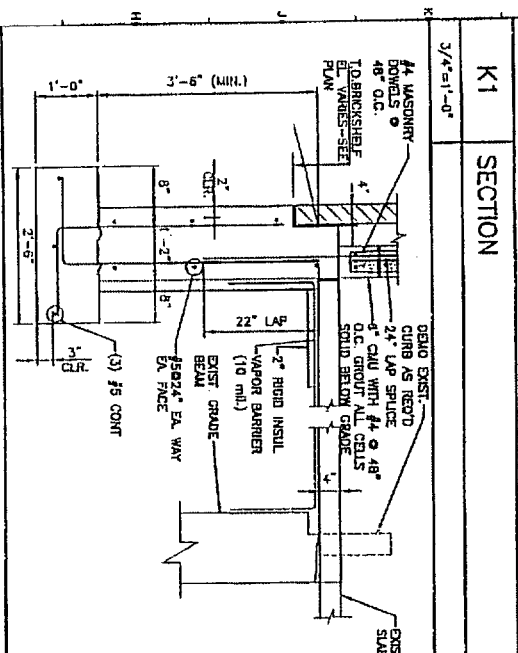 K1
SECTION
3/4"=1'-0"
H
J
K
#4 MASONRY
DOWELS @
48" O.C.
T.O.BRICKSHELF
EL. VARIES-SEE
PLAN
DEMO EXIST.
CURB AS REQ'D
24" LAP SPLICE
8" CMU WITH #4 @ 48"
O.C. GROUT ALL CELLS
SOLID BELOW GRADE
4"
4"
EXIS
SLAB
3'-6" (MIN.)
1'-0"
2"
CLR.
22" LAP
2" RIGID INSUL
VAPOR BARRIER
(10 mil.)
EXIST GRADE
BEAM
#5@24" EA. WAY
EA. FACE
8"
1'-2"
8"
2'-6"
3"
CLR.
(3) #5 CONT